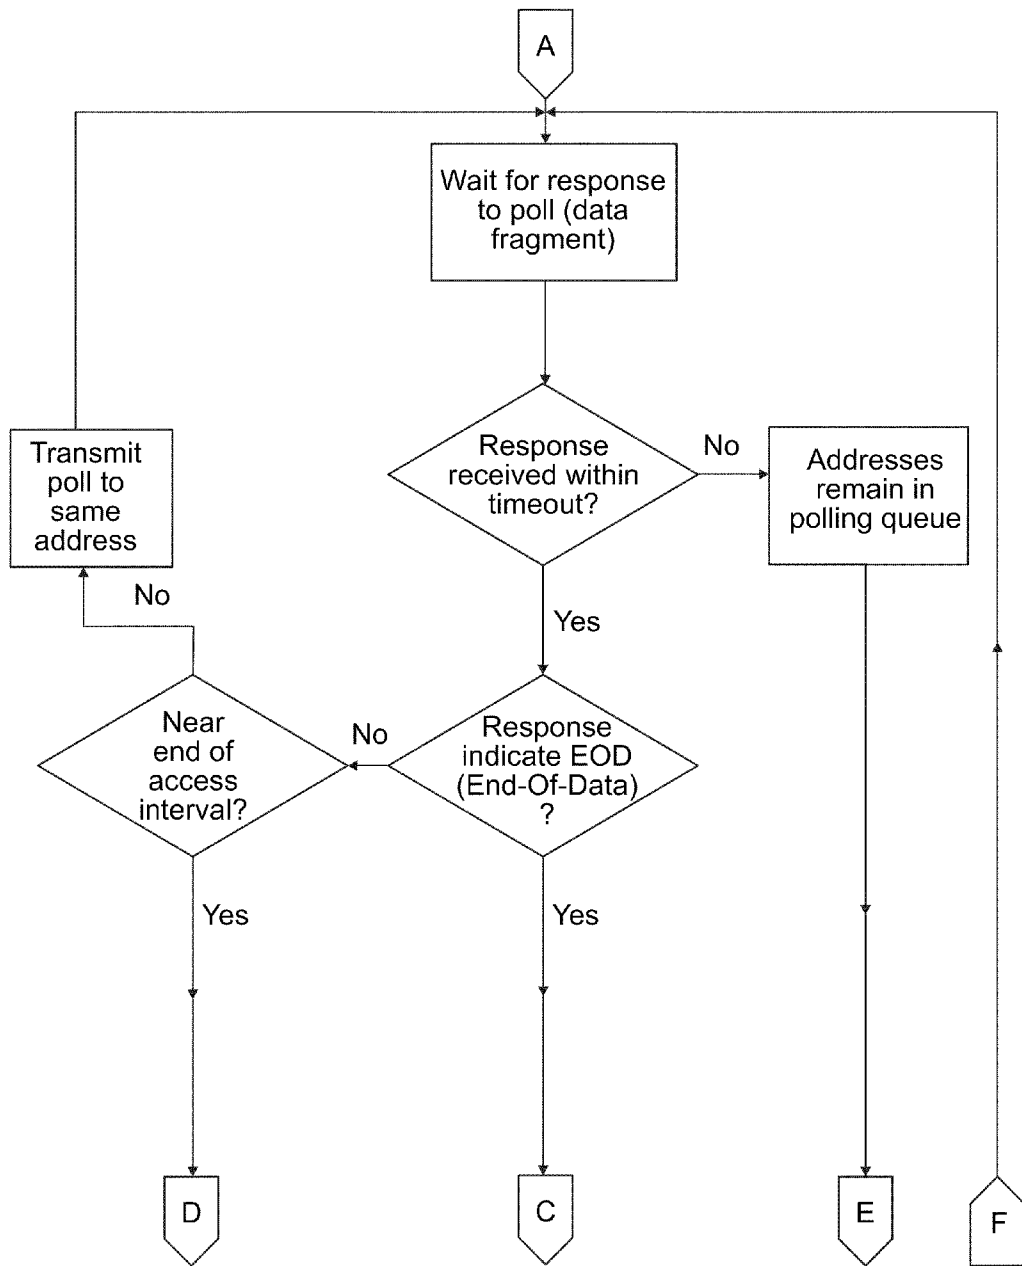 A
Wait for response
to poll (data
fragment)
Response
received within
timeout?
No
Addresses
remain in
polling queue
Transmit
poll to
same
address
No
Yes
Near
end of
access
interval?
No
Response
indicate EOD
(End-Of-Data)
?
Yes
Yes
D
C
E
F